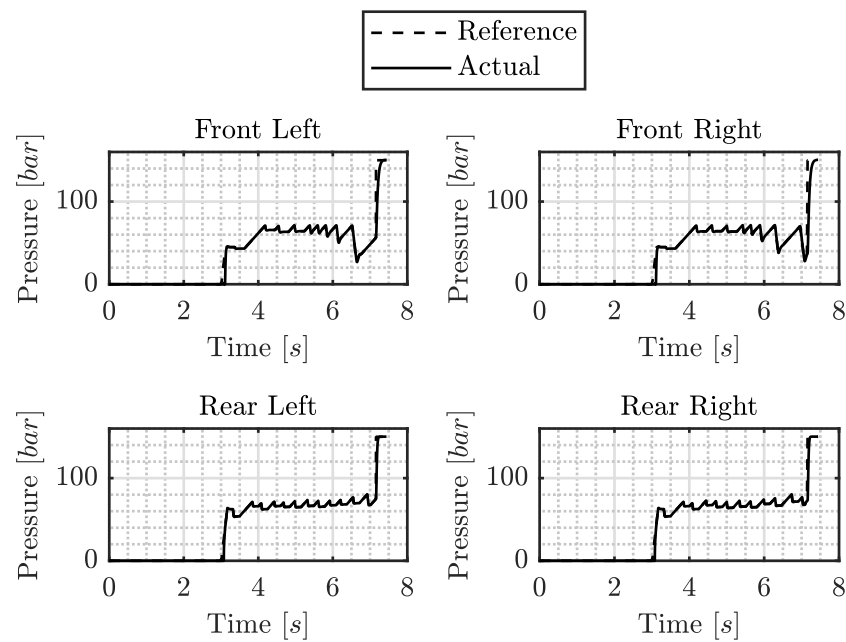 Reference
Actual
Front Left
Front Right
Pressure [bar]
100
0
0 2 4 6 8
Time [s]
Pressure [bar]
100
0
0 2 4 6 8
Time [s]
Rear Left
Rear Right
Pressure [bar]
100
0
0 2 4 6 8
Time [s]
Pressure [bar]
100
0
0 2 4 6 8
Time [s]